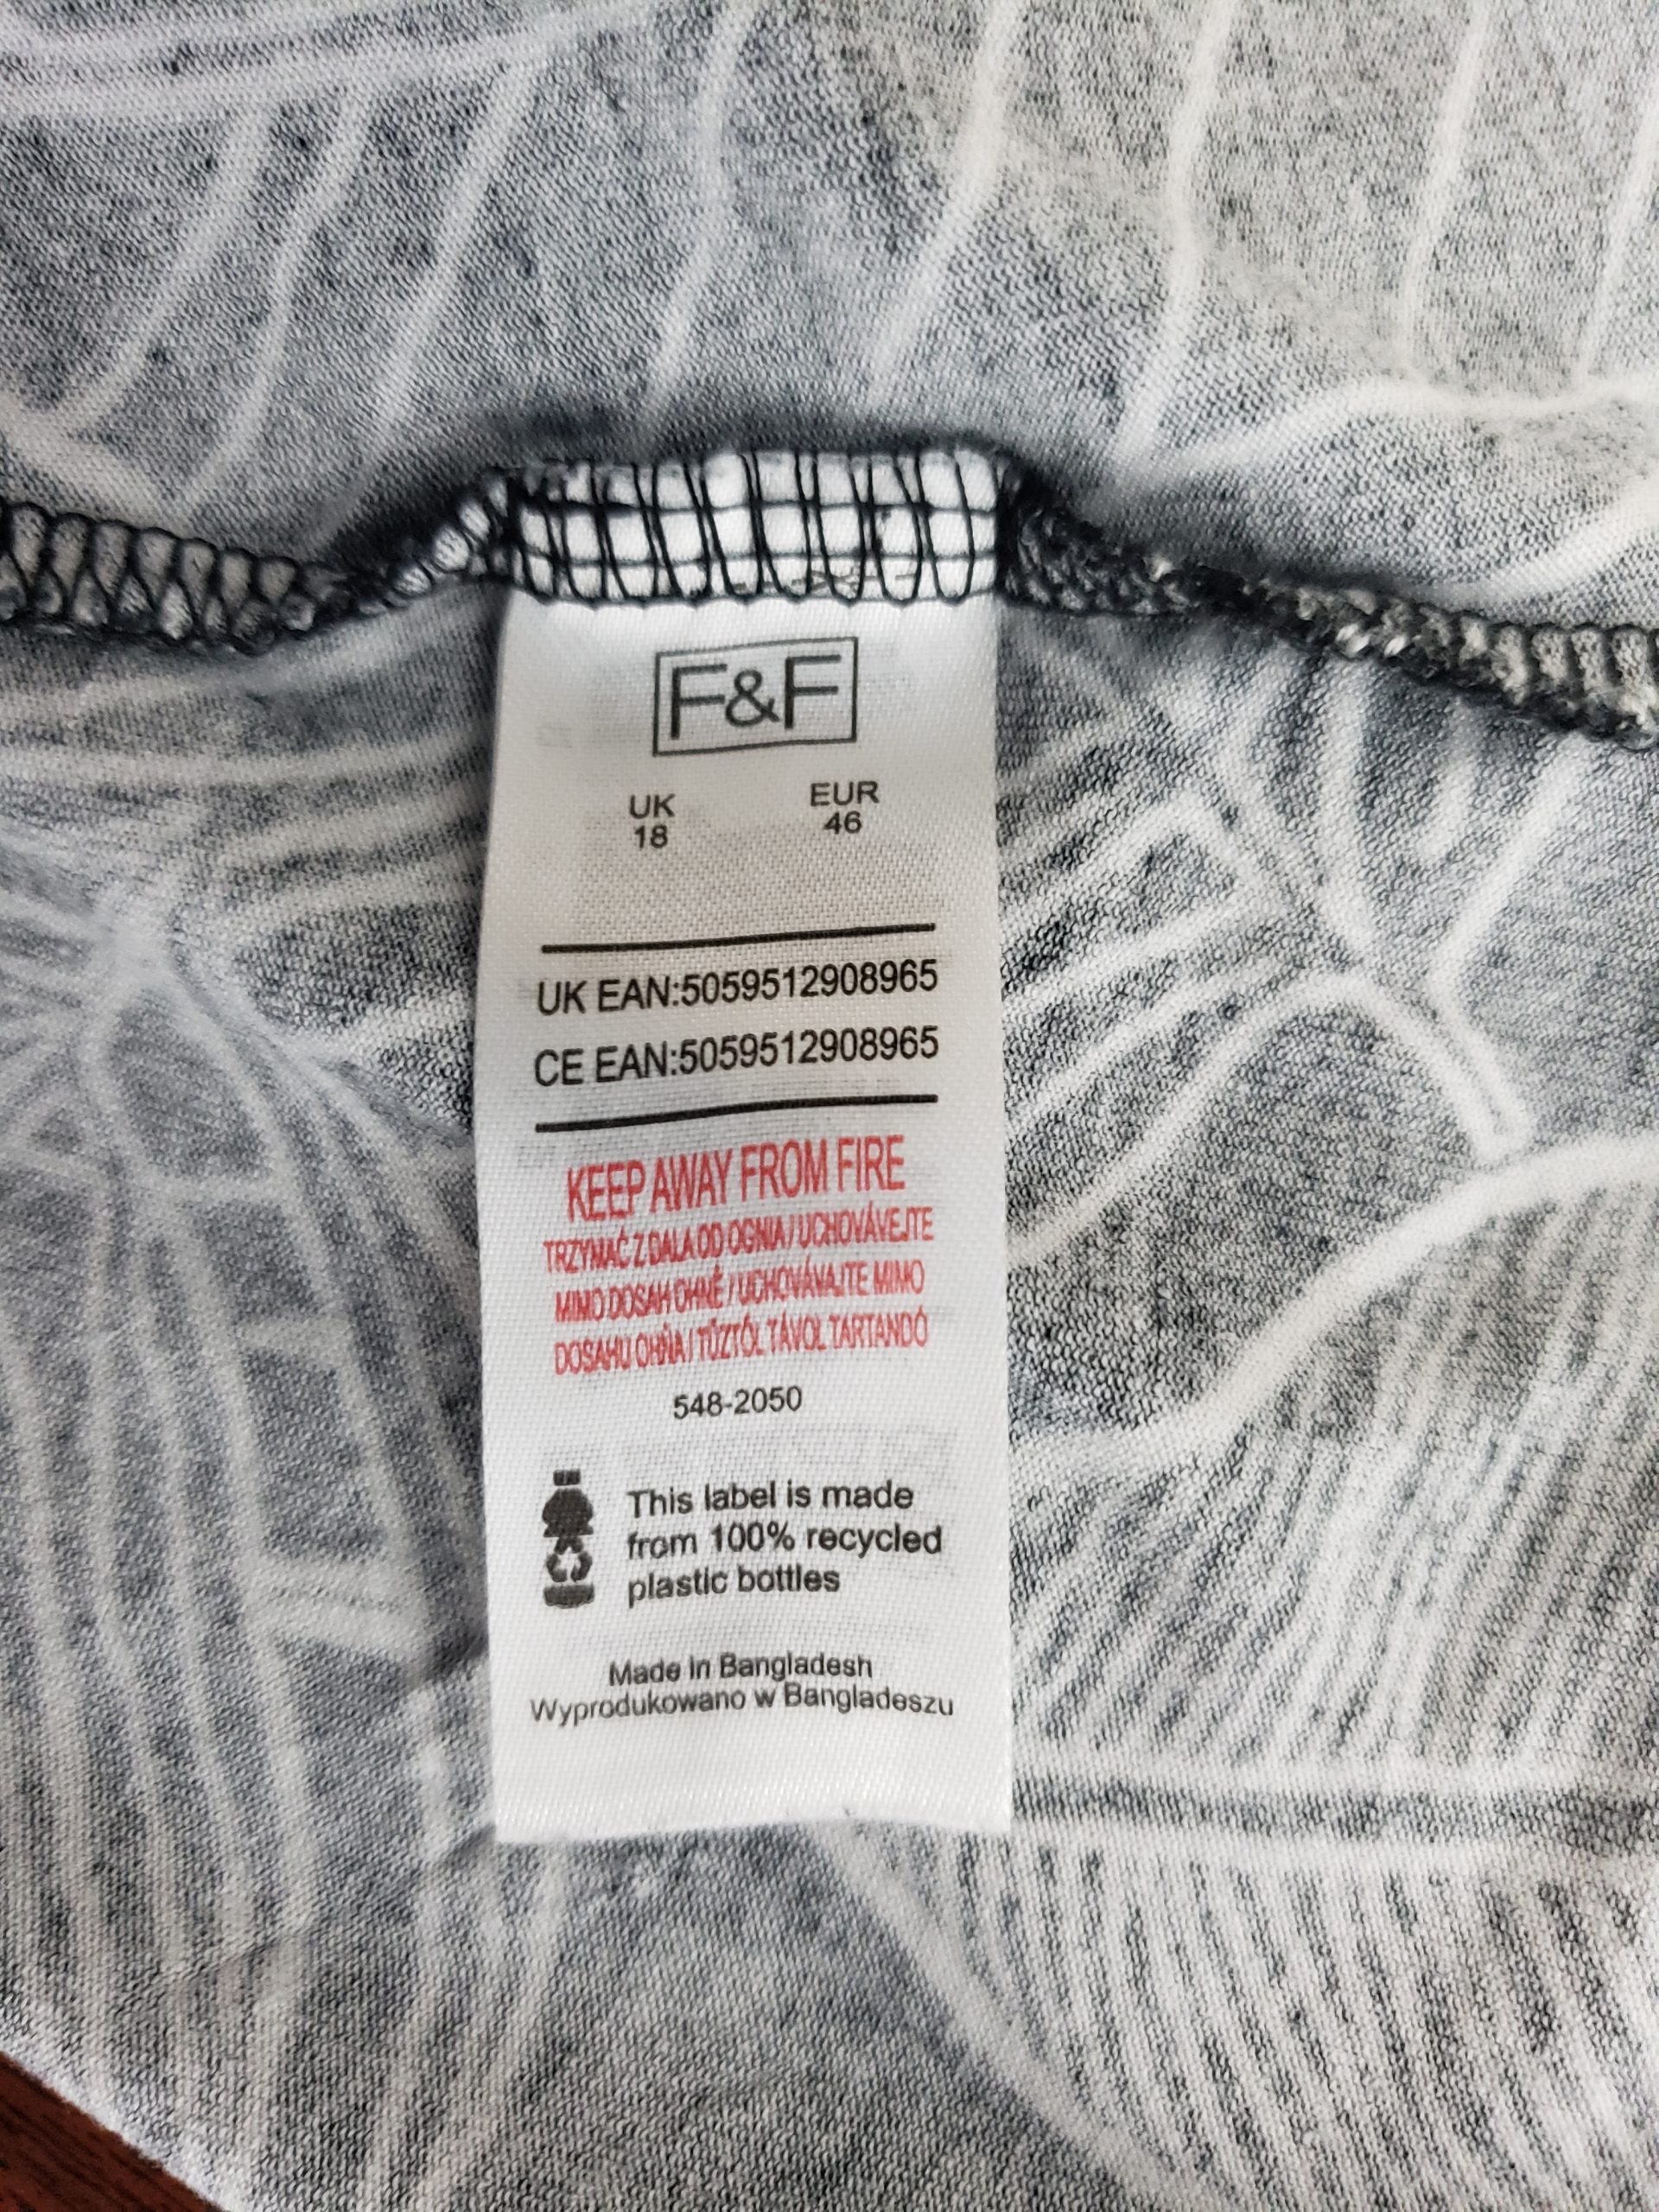 F&F
UK EUR
18 46
UK EAN:5059512908965
CE EAN:5059512908965
KEEP AWAY FROM FIRE
TRZYMAĆ Z DALA OD OGNIA / UCHOVÁVEJTE
MIMO DOSAH OHNĚ / UCHOVÁVAJTE MIMO
DOSAHU OHŇA / TŰZTŐL TÁVOL TARTANDÓ
548-2050
This label is made
from 100% recycled
plastic bottles
Made in Bangladesh
Wyprodukowano w Bangladeszu